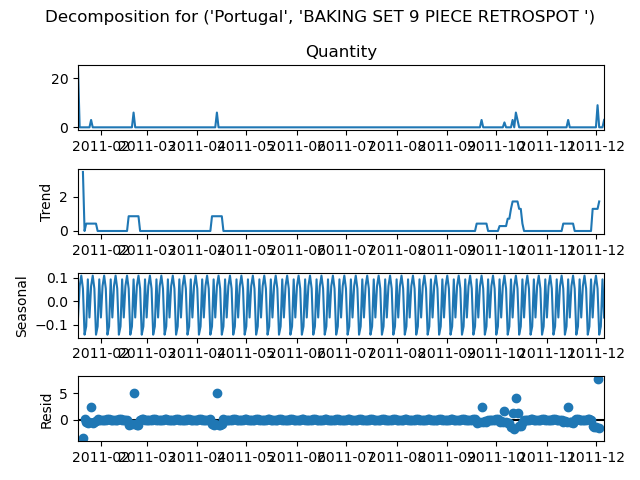 Decomposition for ('Portugal', 'BAKING SET 9 PIECE RETROSPOT ')
Quantity
20
0
2011-02 2011-03 2011-04 2011-05 2011-06 2011-07 2011-08 2011-09 2011-10 2011-11 2011-12
Trend
2
0
2011-02 2011-03 2011-04 2011-05 2011-06 2011-07 2011-08 2011-09 2011-10 2011-11 2011-12
Seasonal
0.1
0.0
−0.1
2011-02 2011-03 2011-04 2011-05 2011-06 2011-07 2011-08 2011-09 2011-10 2011-11 2011-12
Resid
5
0
2011-02 2011-03 2011-04 2011-05 2011-06 2011-07 2011-08 2011-09 2011-10 2011-11 2011-12